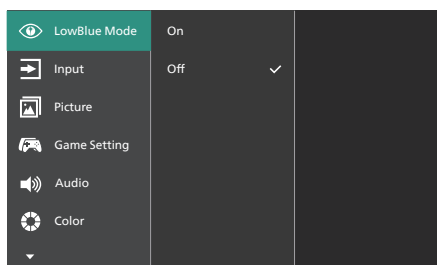 LowBlue Mode
On
Input
Off
Picture
Game Setting
Audio
Color